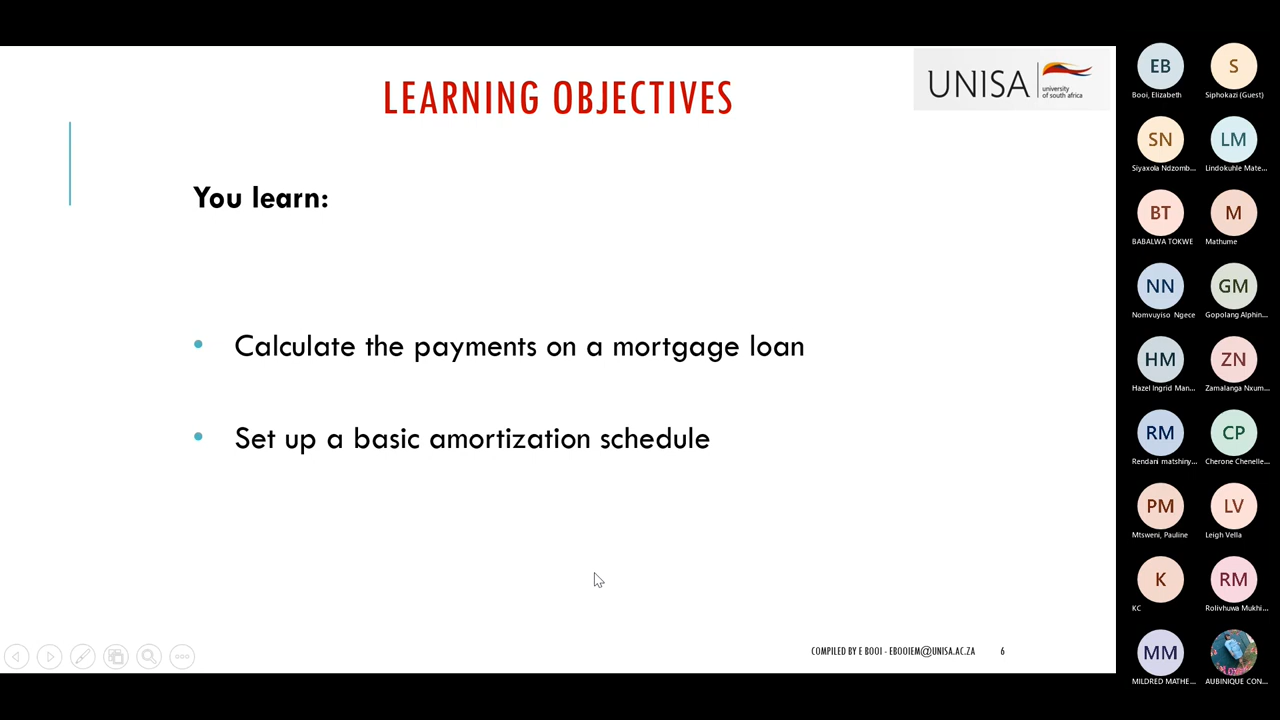 LEARNING OBJECTIVES
UNISA
university
of south africa
You learn:
• Calculate the payments on a mortgage loan
• Set up a basic amortization schedule
COMPILED BY E BOOI - EBOOIEM@UNISA.AC.ZA 6
EB
Booi, Elizabeth
S
Siphokazi (Guest)
SN
Siyaxola Ndzomb...
LM
Lindokuhle Mate...
BT
BABALWA TOKWE
M
Mathume
NN
Nomvuyiso Ngece
GM
Gopolang Alphin...
HM
Hazel Ingrid Man...
ZN
Zamalanga Nxum...
RM
Rendani matshiny...
CP
Cherone Chenelle...
PM
Mtsweni, Pauline
LV
Leigh Vella
K
KC
RM
Rolivhuwa Mukhi...
MM
MILDRED MATHE...
AUBINIQUE CON...